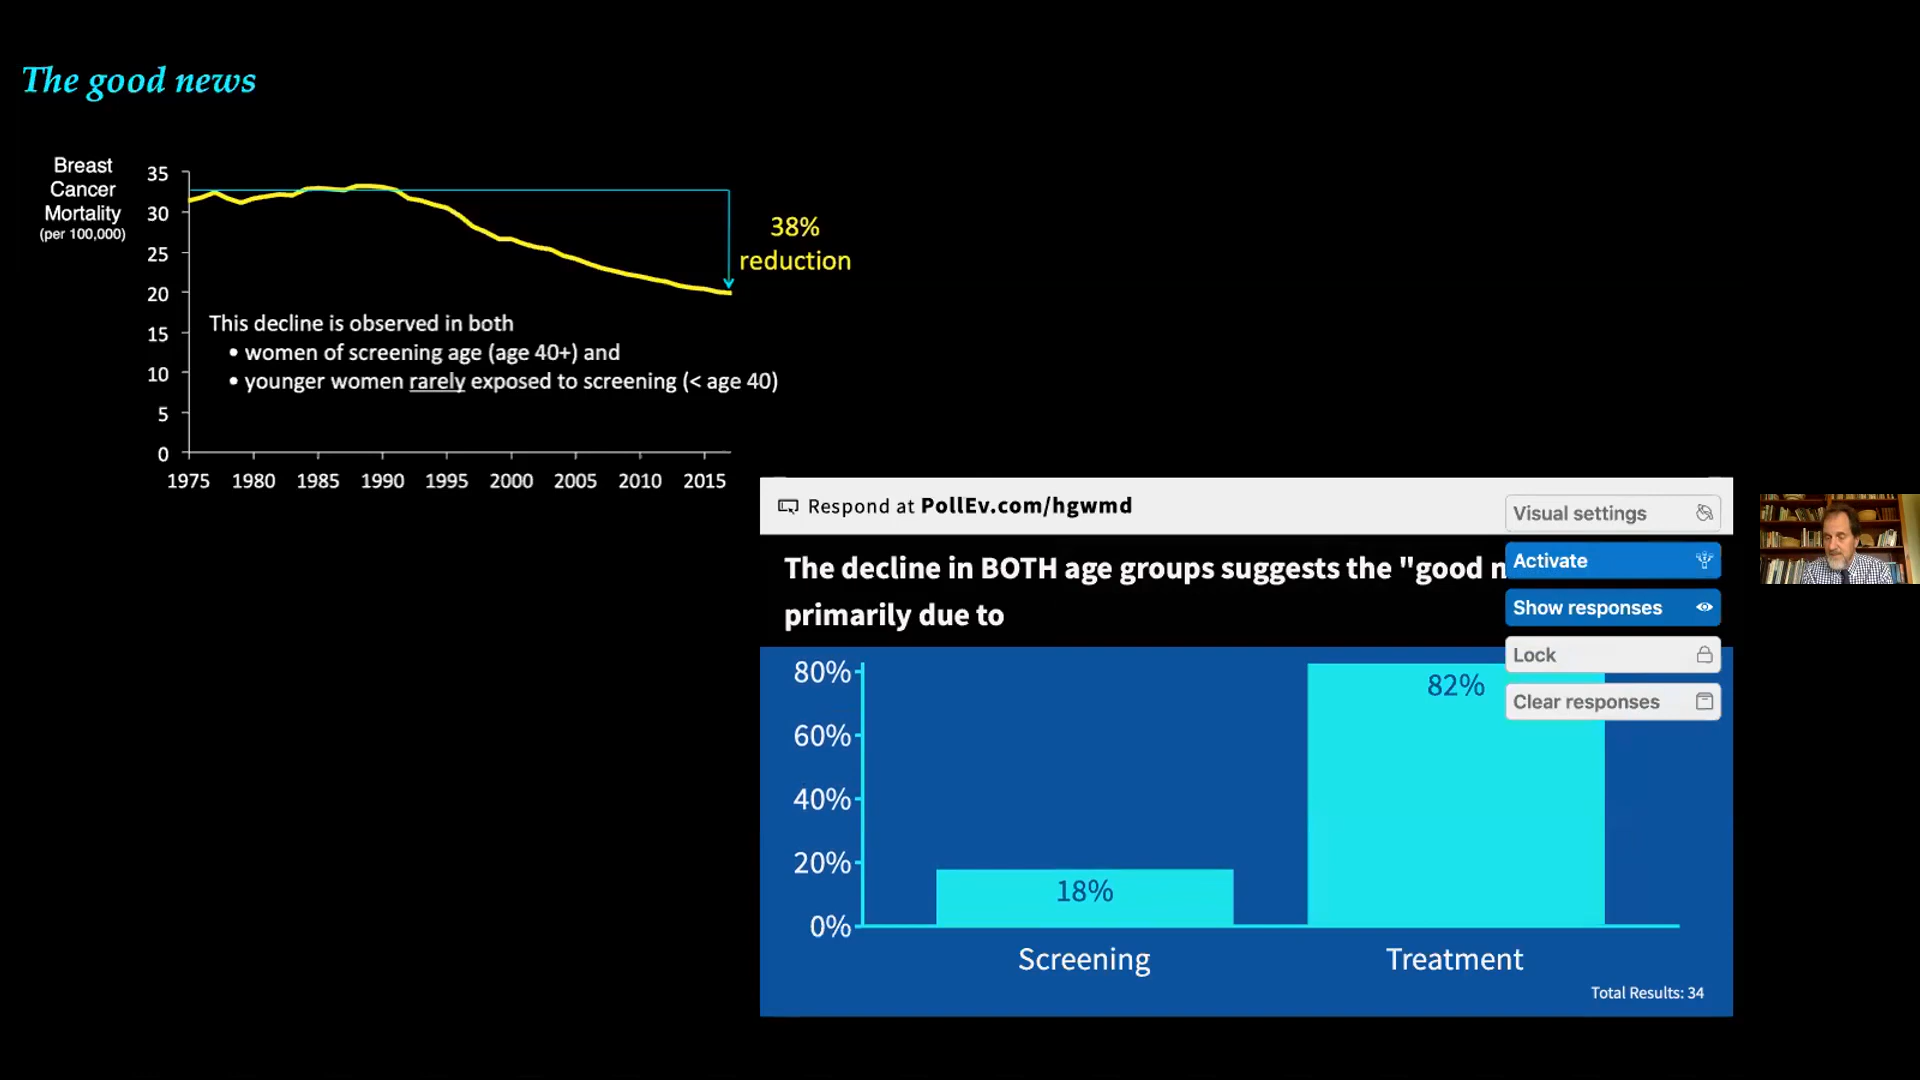 The good news
Breast
Cancer
Mortality
(per 100,000)
35
30
25
20
15
10
5
0
38%
reduction
This decline is observed in both
• women of screening age (age 40+) and
• younger women rarely exposed to screening (< age 40)
1975 1980 1985 1990 1995 2000 2005 2010 2015
Respond at PollEv.com/hgwmd
Visual settings
Activate
Show responses
Lock
Clear responses
The decline in BOTH age groups suggests the "good n
primarily due to
80%
60%
40%
20%
0%
82%
18%
Screening Treatment
Total Results: 34